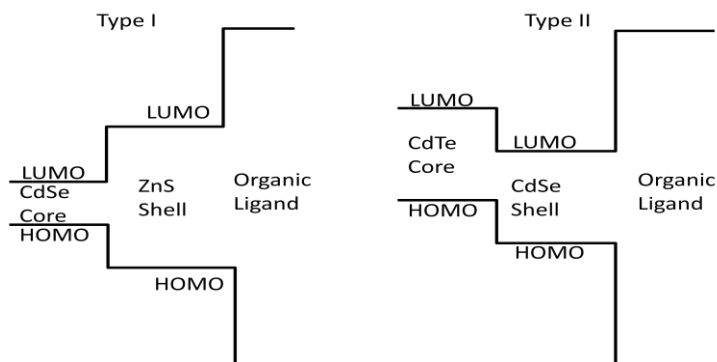 Type I
LUMO
LUMO
CdSe
Core
HOMO
ZnS
Shell
HOMO
Organic
Ligand
Type II
LUMO
CdTe
Core
HOMO
LUMO
CdSe
Shell
HOMO
Organic
Ligand